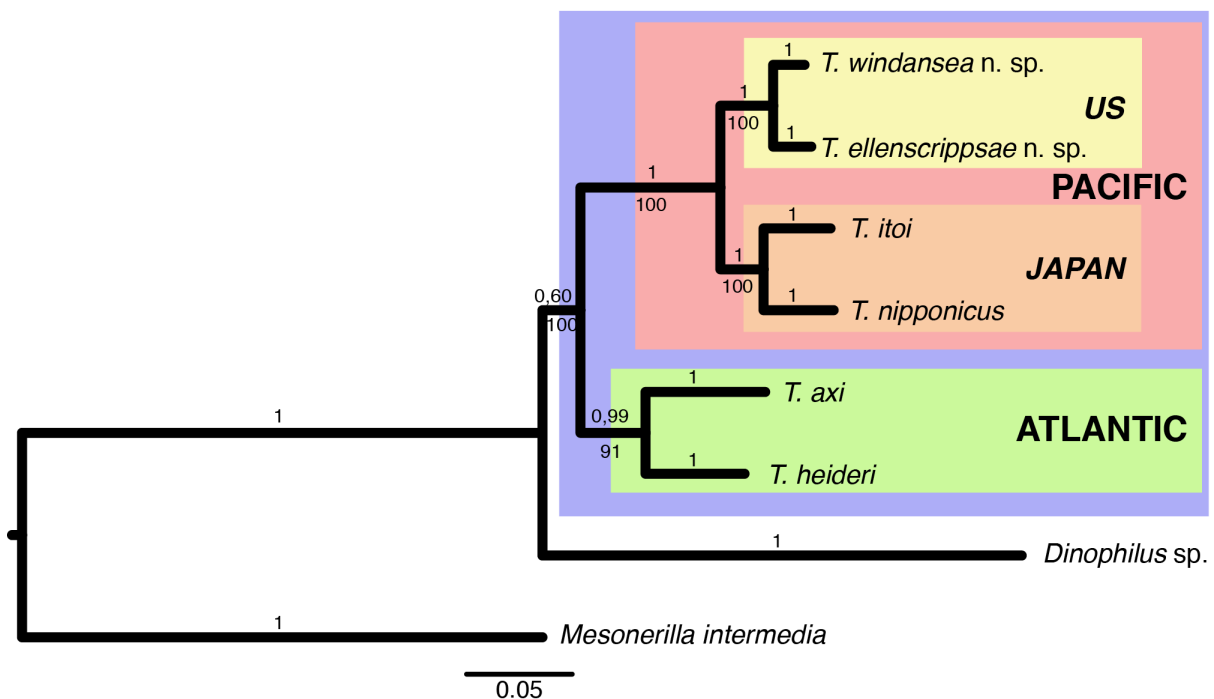 1
T. windansea n. sp.
1
100
US
1
T. ellenscrippsae n. sp.
1
100
PACIFIC
1
T. itoi
1
100
JAPAN
1
T. nipponicus
0,60
100
1
T. axi
0,99
91
ATLANTIC
1
T. heideri
1
1
Dinophilus sp.
1
Mesonerilla intermedia
0.05